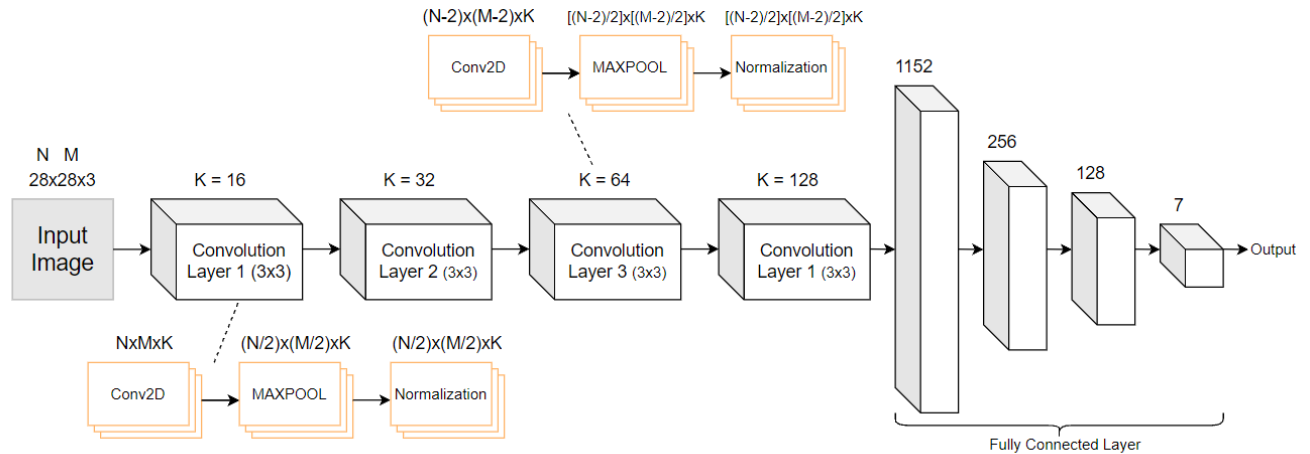 (N-2)x(M-2)xK
[(N-2)/2]x[(M-2)/2]xK
[(N-2)/2]x[(M-2)/2]xK
Conv2D
MAXPOOL
Normalization
1152
256
128
7
N M
28x28x3
K = 16
K = 32
K = 64
K = 128
Input
Image
Convolution
Layer 1 (3x3)
Convolution
Layer 2 (3x3)
Convolution
Layer 3 (3x3)
Convolution
Layer 1 (3x3)
Output
NxMxK
(N/2)x(M/2)xK
(N/2)x(M/2)xK
Conv2D
MAXPOOL
Normalization
Fully Connected Layer